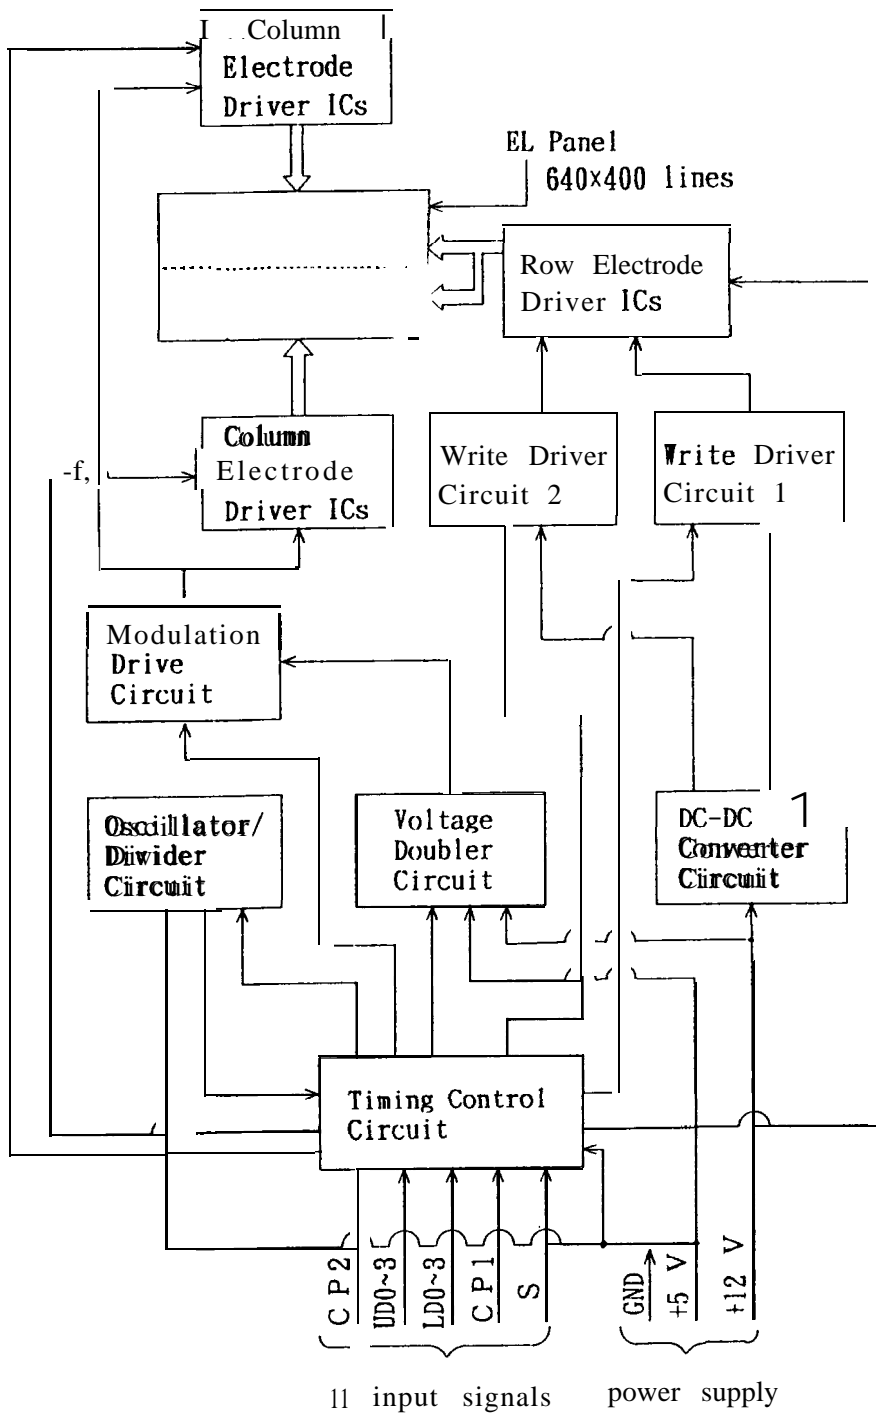 Column
Electrode
Driver ICs
EL Panel
640×400 lines
Row Electrode
Driver ICs
Column
Electrode
Driver ICs
-f,
Write Driver
Circuit 2
Write Driver
Circuit 1
Modulation
Drive
Circuit
Oscillator/
Divider
Circuit
Voltage
Doubler
Circuit
DC-DC
Converter
Circuit
Timing Control
Circuit
CP2
UD0~3
LD0~3
CP1
S
GND
+5 V
+12 V
11 input signals
power supply